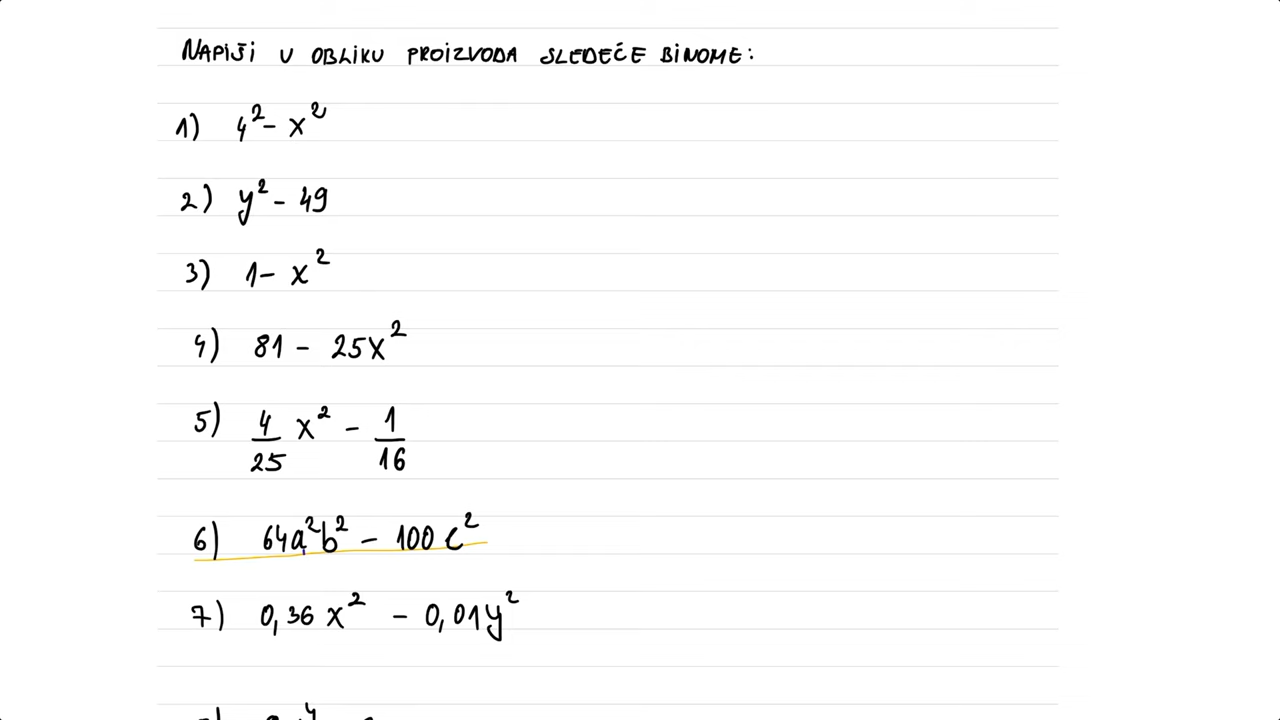 NAPIŠI U OBLIKU PROIZVODA SLEDEĆE BINOME:
1) 4² - x²
2) y² - 49
3) 1 - x²
4) 81 - 25x²
5) 4/25 x² - 1/16
6) 64a²b² - 100c²
7) 0,36x² - 0,01y²